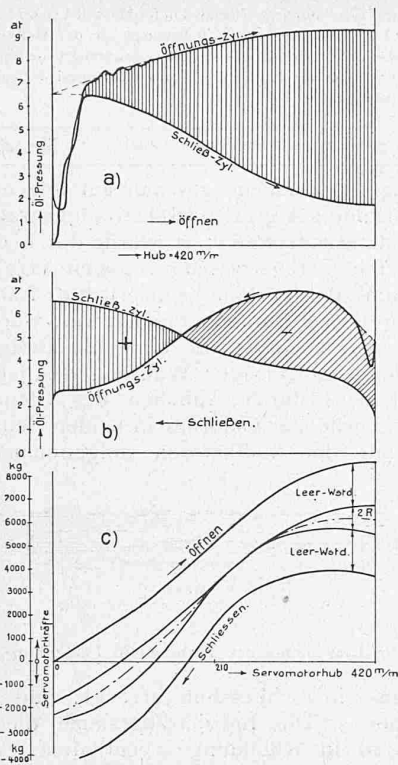 at
9
8
7
6
5
4
3
2
1
0
Öl-Pressung
Öffnungs-Zyl.
Schließ-Zyl.
a)
Öffnen
Hub = 420 m/m
at
7
6
5
4
3
2
1
0
Öl-Pressung
Schließ-Zyl.
+
-
Öffnungs-Zyl.
b)
Schließen.
kg
8000
7000
6000
5000
4000
3000
2000
1000
0
-1000
-2000
kg
-4000
Servomotorkräfte
- 0 +
c)
Öffnen
Leer-Wstd.
2R
Leer-Wstd.
Schliessen.
0
210
420 m/m
Servomotorhub